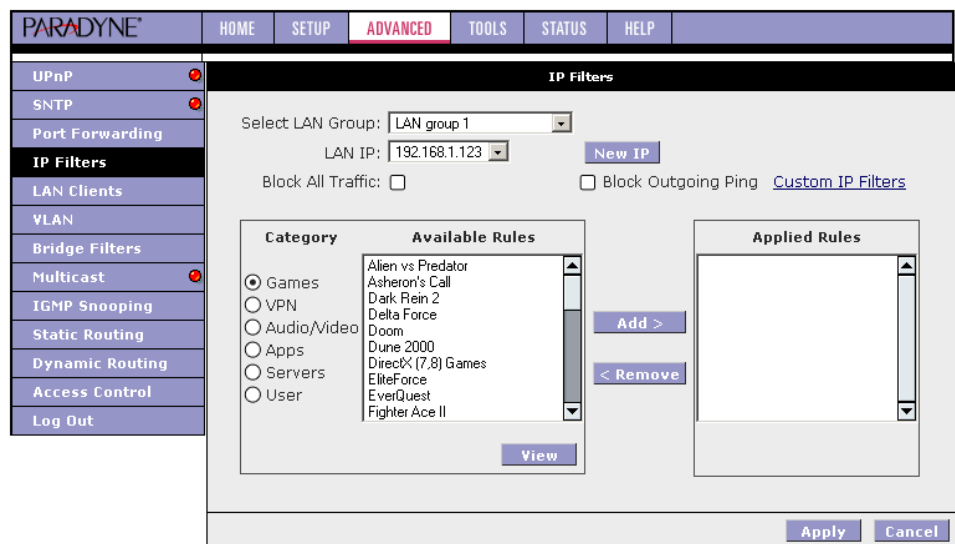 PARADYNE®
HOME SETUP ADVANCED TOOLS STATUS HELP
UPnP
SNTP
Port Forwarding
IP Filters
LAN Clients
VLAN
Bridge Filters
Multicast
IGMP Snooping
Static Routing
Dynamic Routing
Access Control
Log Out
IP Filters
Select LAN Group: LAN group 1
LAN IP: 192.168.1.123 New IP
Block All Traffic: Block Outgoing Ping Custom IP Filters
Category
Games
VPN
Audio/Video
Apps
Servers
User
Available Rules
Alien vs Predator
Asheron's Call
Dark Rein 2
Delta Force
Doom
Dune 2000
DirectX (7,8) Games
EliteForce
EverQuest
Fighter Ace II
View
Add >
< Remove
Applied Rules
Apply Cancel